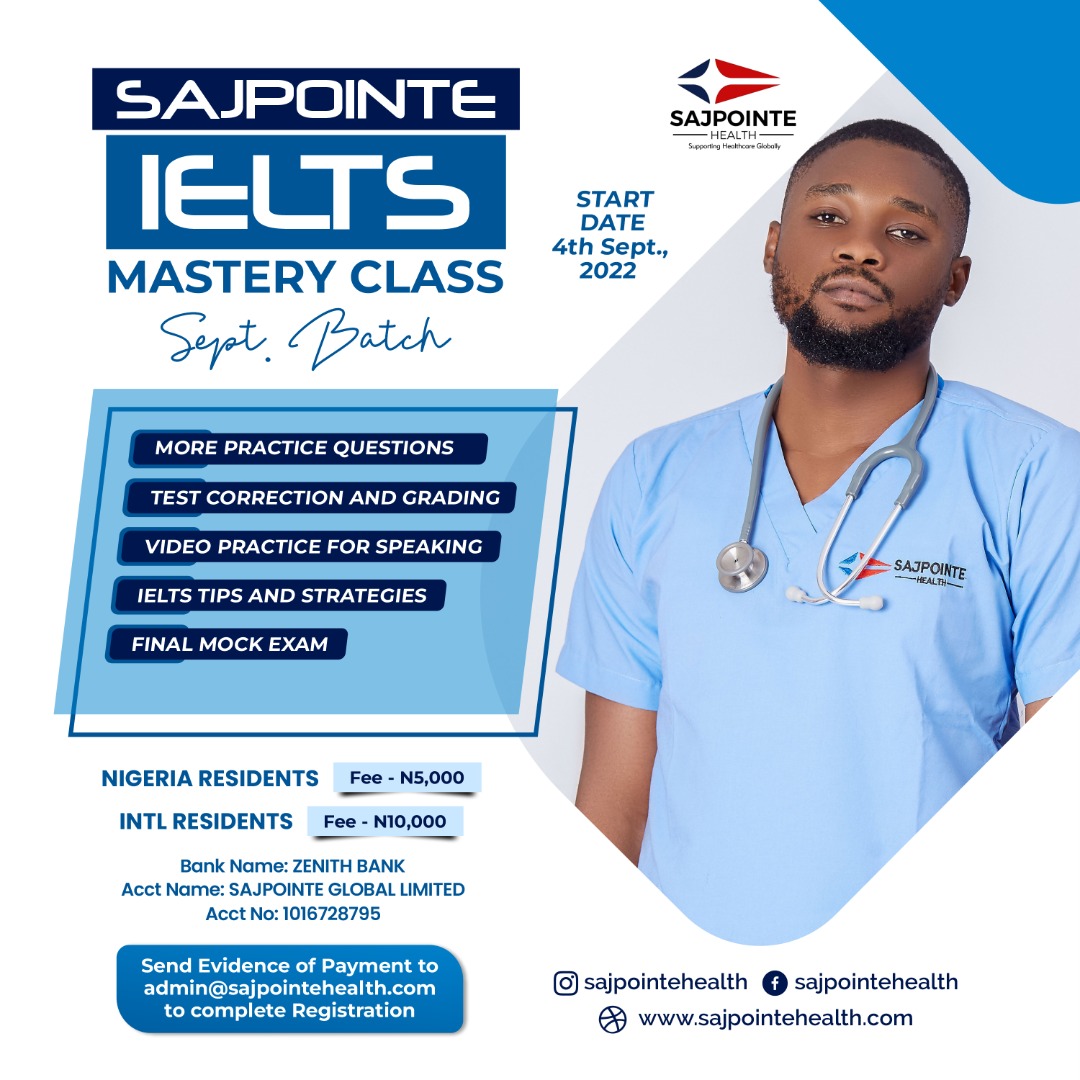 SAJPOINTE
IELTS
MASTERY CLASS
Sept. Batch
SAJPOINTE
HEALTH
Supporting Healthcare Globally
START
DATE
4th Sept.,
2022
MORE PRACTICE QUESTIONS
TEST CORRECTION AND GRADING
VIDEO PRACTICE FOR SPEAKING
IELTS TIPS AND STRATEGIES
FINAL MOCK EXAM
SAJPOINTE
HEALTH
NIGERIA RESIDENTS Fee - N5,000
INTL RESIDENTS Fee - N10,000
Bank Name: ZENITH BANK
Acct Name: SAJPOINTE GLOBAL LIMITED
Acct No: 1016728795
Send Evidence of Payment to
admin@sajpointehealth.com
to complete Registration
sajpointehealth sajpointehealth
www.sajpointehealth.com